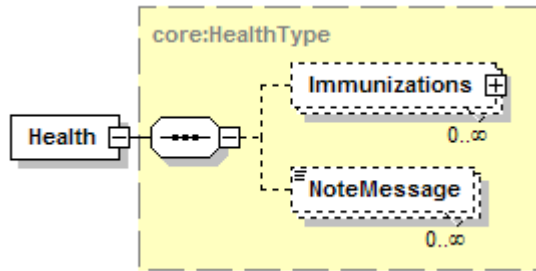 core:HealthType
Immunizations
0..∞
Health
NoteMessage
0..∞